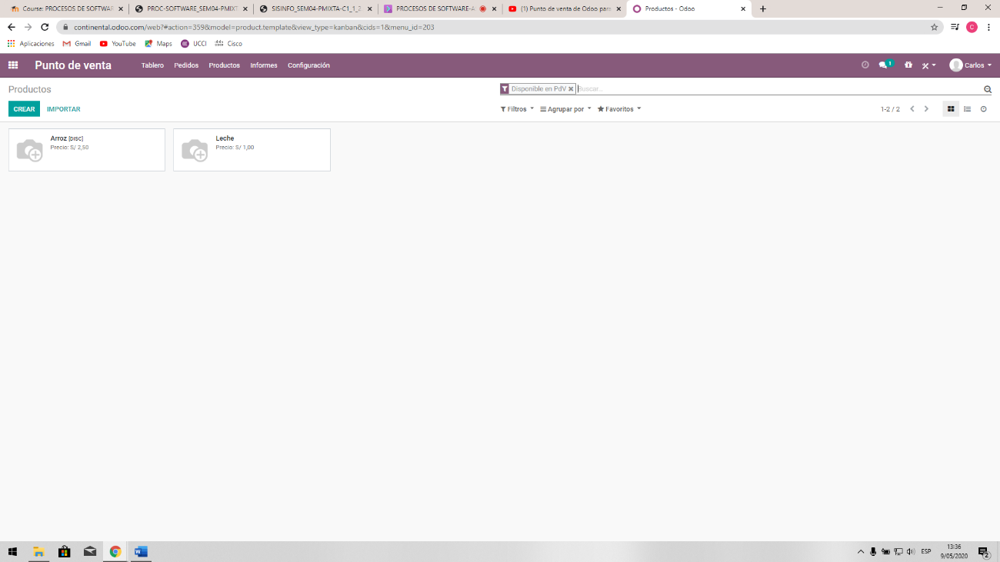 Course: PROCESOS DE SOFTWAR
PROC-SOFTWARE_SEM04-PMIXT
SISINFO_SEM04-PMIXTA-C1_1_2
PROCESOS DE SOFTWARE-A
(1) Punto de venta de Odoo para
Productos - Odoo
continental.odoo.com/web?#action=359&model=product.template&view_type=kanban&cids=1&menu_id=203
C
Aplicaciones
Gmail
YouTube
Maps
UCCI
Cisco
Punto de venta
Tablero
Pedidos
Productos
Informes
Configuración
1
Carlos
Productos
Disponible en PdV
Buscar...
CREAR
IMPORTAR
Filtros
Agrupar por
Favoritos
1-2 / 2
Arroz [DISC]
Precio: S/ 2,50
Leche
Precio: S/ 1,00
ESP
13:36
9/05/2020
2